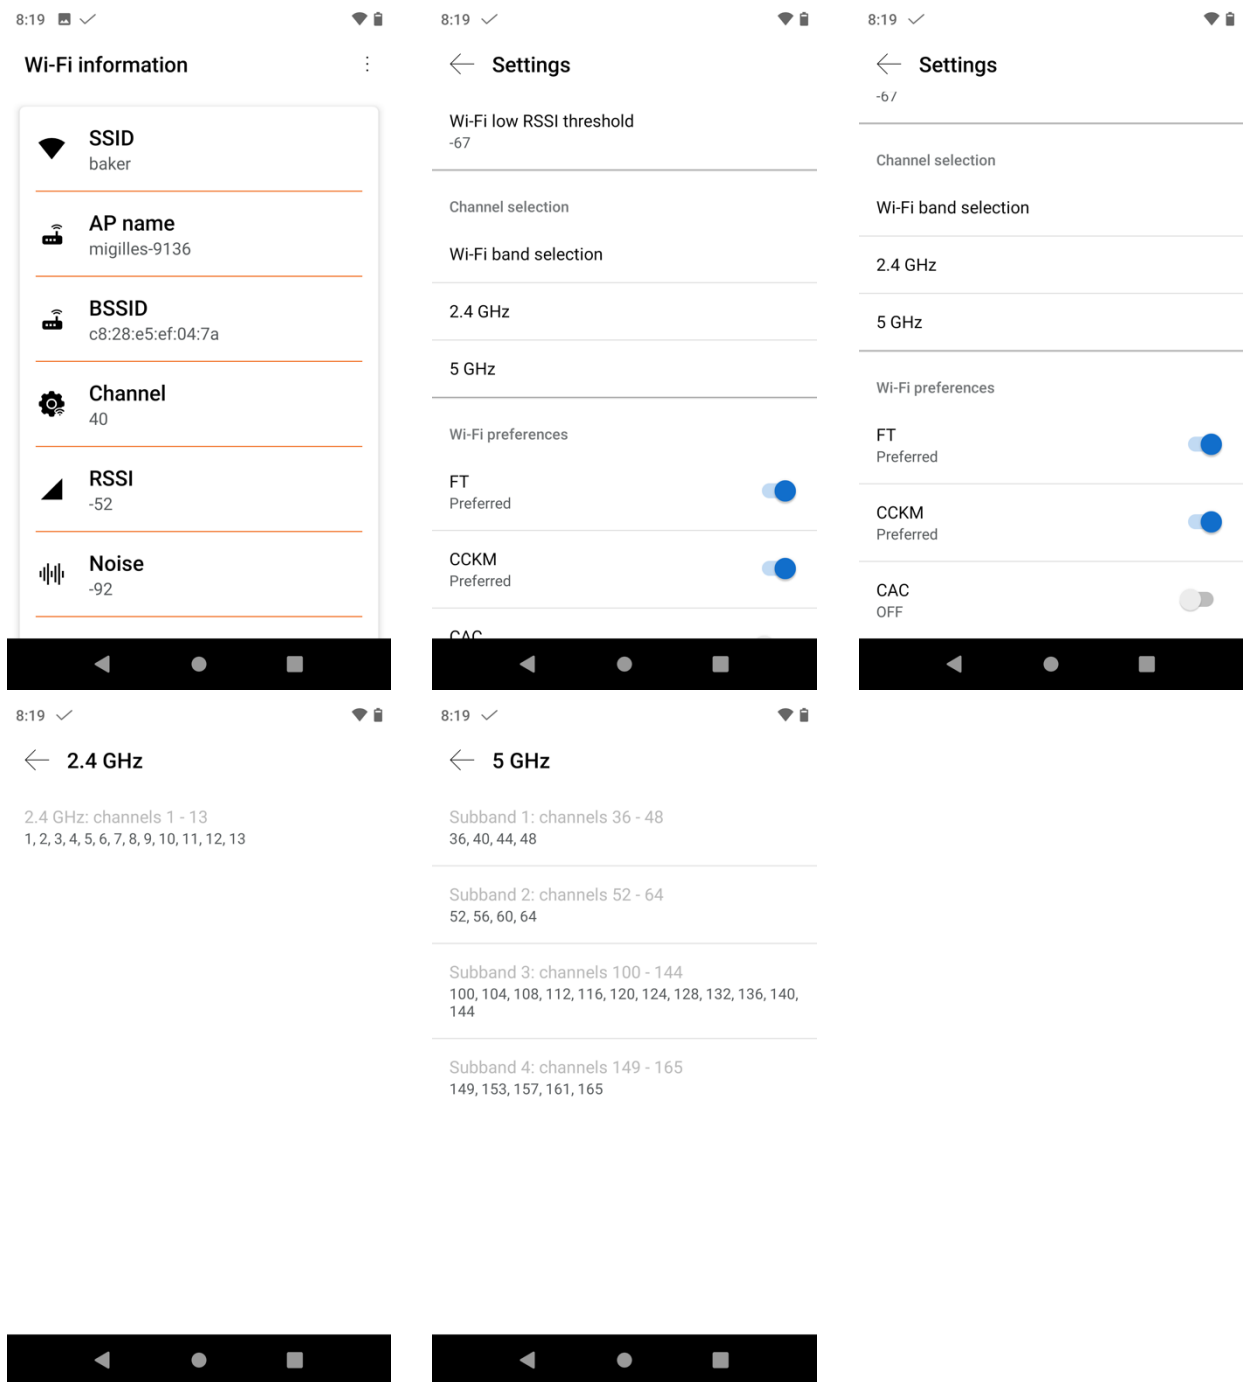 8:19
Wi-Fi information
SSID
baker
AP name
migilles-9136
BSSID
c8:28:e5:ef:04:7a
Channel
40
RSSI
-52
Noise
-92
8:19
Settings
Wi-Fi low RSSI threshold
-67
Channel selection
Wi-Fi band selection
2.4 GHz
5 GHz
Wi-Fi preferences
FT
Preferred
CCKM
Preferred
CAC
8:19
Settings
-67
Channel selection
Wi-Fi band selection
2.4 GHz
5 GHz
Wi-Fi preferences
FT
Preferred
CCKM
Preferred
CAC
OFF
8:19
2.4 GHz
2.4 GHz: channels 1 - 13
1, 2, 3, 4, 5, 6, 7, 8, 9, 10, 11, 12, 13
8:19
5 GHz
Subband 1: channels 36 - 48
36, 40, 44, 48
Subband 2: channels 52 - 64
52, 56, 60, 64
Subband 3: channels 100 - 144
100, 104, 108, 112, 116, 120, 124, 128, 132, 136, 140,
144
Subband 4: channels 149 - 165
149, 153, 157, 161, 165